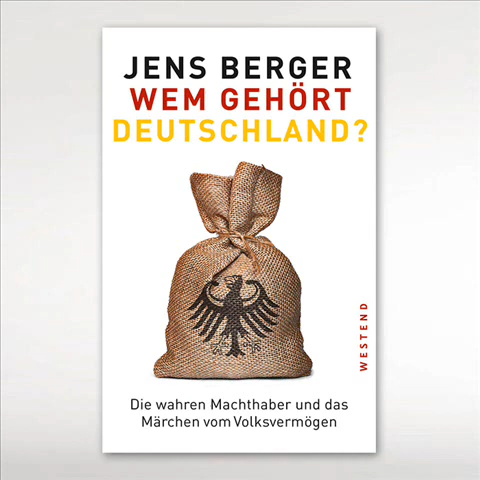 JENS BERGER
WEM GEHÖRT
DEUTSCHLAND?
WESTEND
Die wahren Machthaber und das
Märchen vom Volksvermögen